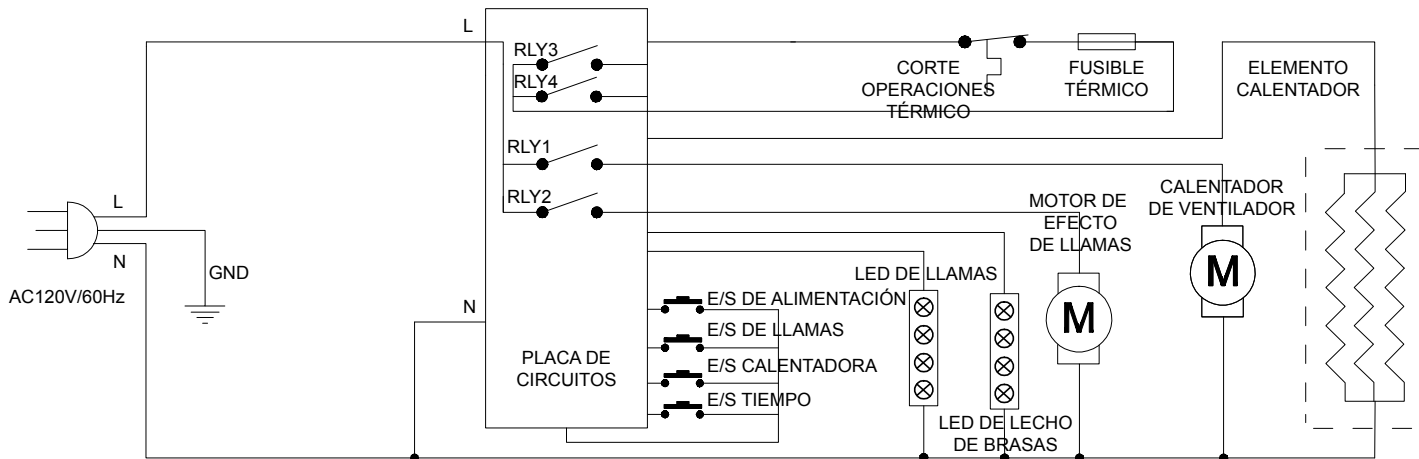 L
RLY3
RLY4
RLY1
RLY2
CORTE
OPERACIONES
TÉRMICO
FUSIBLE
TÉRMICO
ELEMENTO
CALENTADOR
L
N
GND
AC120V/60Hz
N
PLACA DE
CIRCUITOS
E/S DE ALIMENTACIÓN
E/S DE LLAMAS
E/S CALENTADORA
E/S TIEMPO
LED DE LLAMAS
LED DE LECHO
DE BRASAS
MOTOR DE
EFECTO
DE LLAMAS
M
CALENTADOR
DE VENTILADOR
M